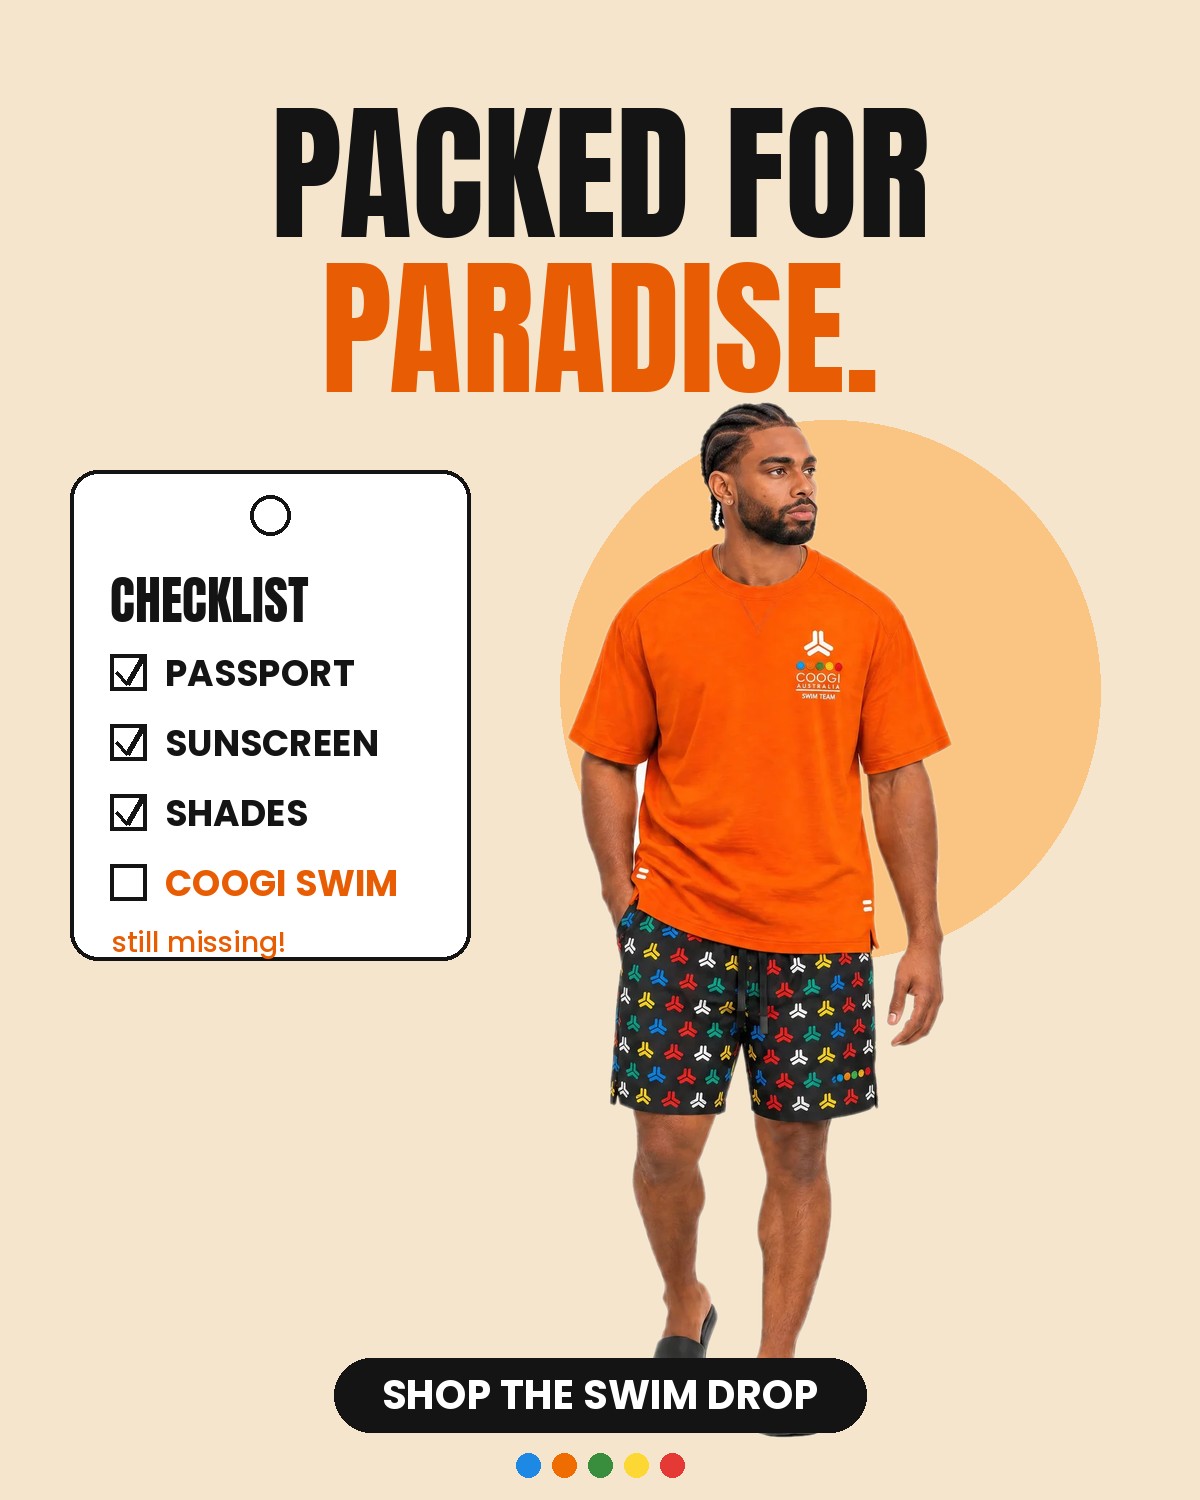 PACKED FOR
PARADISE.
CHECKLIST
PASSPORT
SUNSCREEN
SHADES
COOGI SWIM
still missing!
COOGI
AUSTRALIA
SWIM TEAM
SHOP THE SWIM DROP